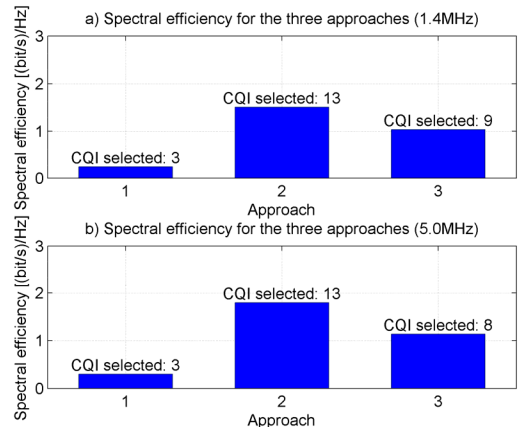 a) Spectral efficiency for the three approaches (1.4MHz)
Spectral efficiency [(bit/s)/Hz]
3
2
1
0
CQI selected: 3
CQI selected: 13
CQI selected: 9
1 2 3
Approach
b) Spectral efficiency for the three approaches (5.0MHz)
Spectral efficiency [(bit/s)/Hz]
3
2
1
0
CQI selected: 3
CQI selected: 13
CQI selected: 8
1 2 3
Approach